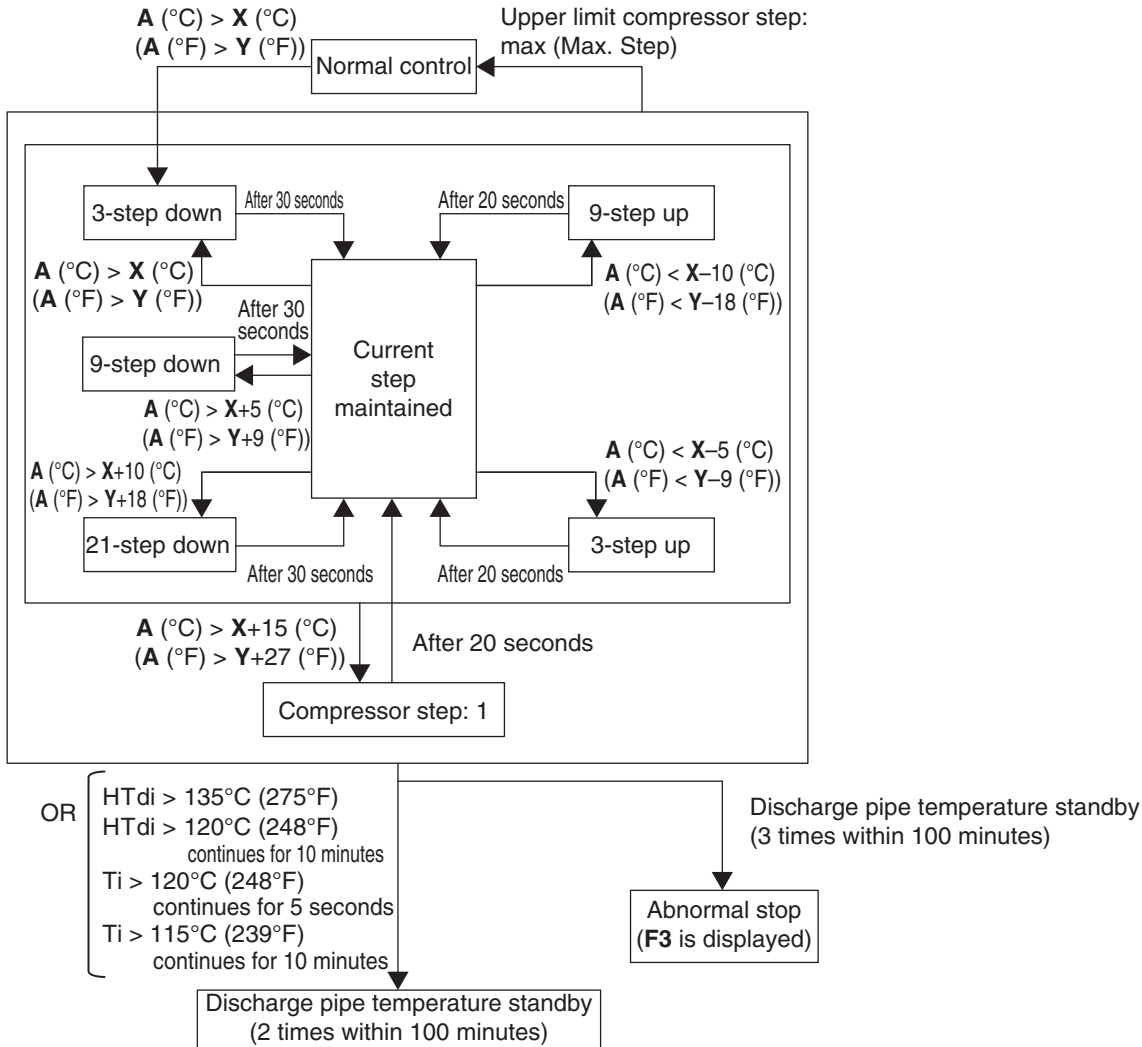 A (°C) > X (°C)
(A (°F) > Y (°F))
Upper limit compressor step:
max (Max. Step)
Normal control
3-step down
After 30 seconds
After 20 seconds
9-step up
A (°C) > X (°C)
(A (°F) > Y (°F))
A (°C) < X–10 (°C)
(A (°F) < Y–18 (°F))
After 30
seconds
9-step down
Current
step
maintained
A (°C) > X+5 (°C)
(A (°F) > Y+9 (°F))
A (°C) < X–5 (°C)
(A (°F) < Y–9 (°F))
A (°C) > X+10 (°C)
(A (°F) > Y+18 (°F))
21-step down
3-step up
After 30 seconds
After 20 seconds
A (°C) > X+15 (°C)
(A (°F) > Y+27 (°F))
After 20 seconds
Compressor step: 1
OR
HTdi > 135°C (275°F)
HTdi > 120°C (248°F)
continues for 10 minutes
Ti > 120°C (248°F)
continues for 5 seconds
Ti > 115°C (239°F)
continues for 10 minutes
Discharge pipe temperature standby
(3 times within 100 minutes)
Abnormal stop
(F3 is displayed)
Discharge pipe temperature standby
(2 times within 100 minutes)